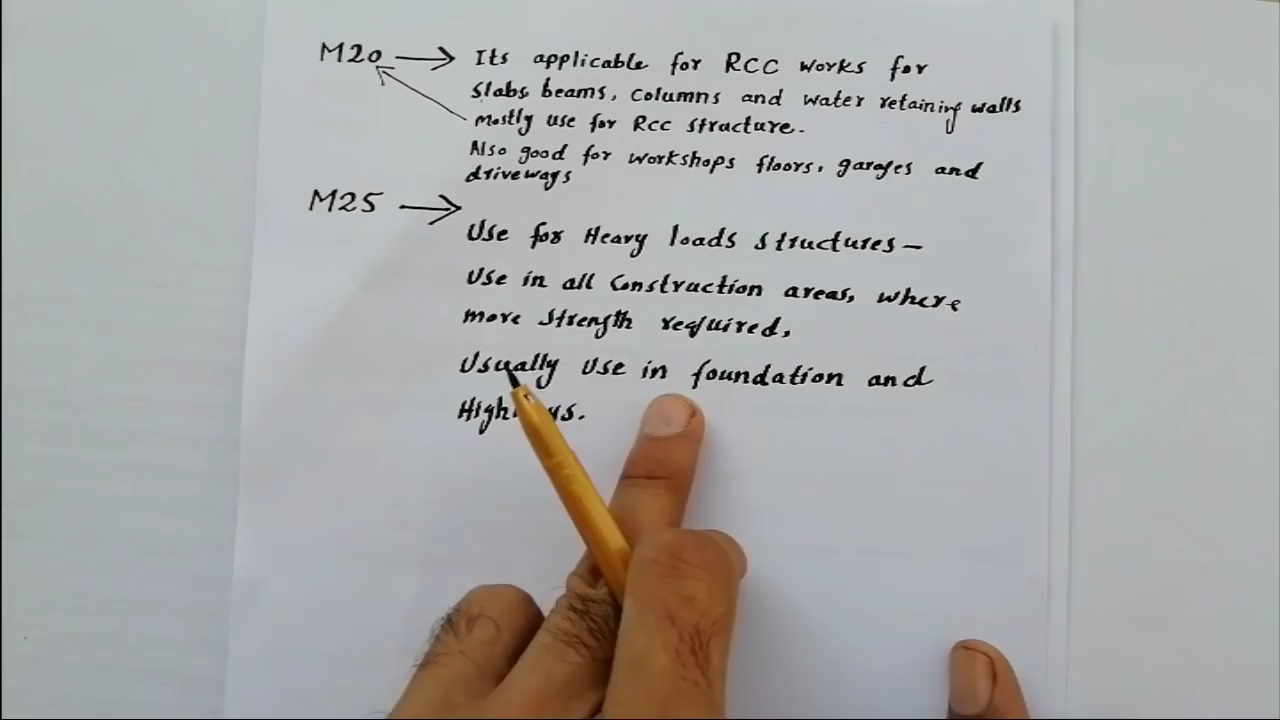 M20 → Its applicable for RCC works for
slabs beams, columns and water retaining walls
mostly use for Rcc structure.
Also good for workshops floors, garages and
driveways
M25 →
Use for Heavy loads structures-
Use in all Construction areas, where
more strength required,
Usually use in foundation and